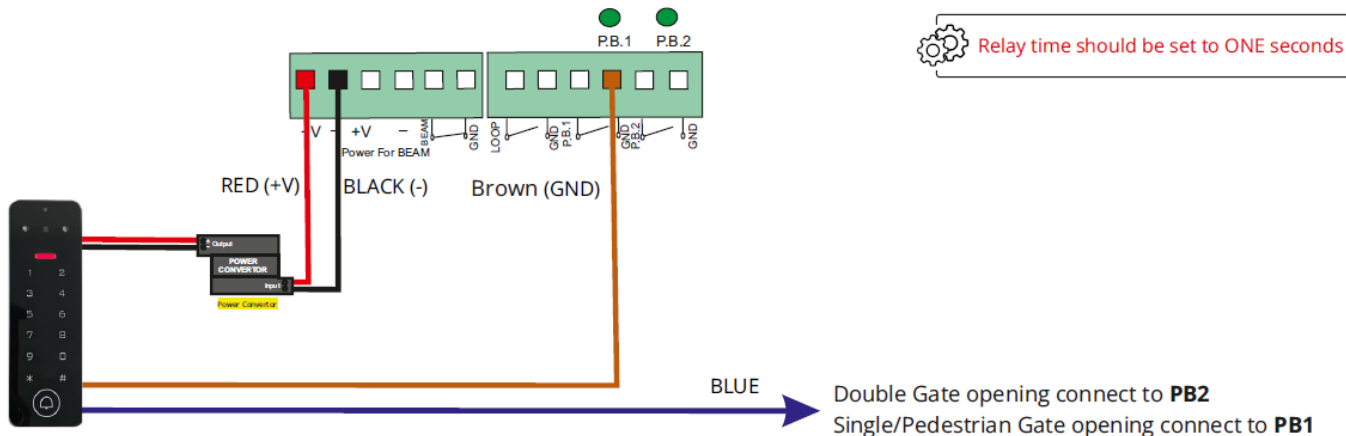 P.B.1 P.B.2
Relay time should be set to ONE seconds
+V – +V – BEAM GND
LOOP GND P.B.1 GND P.B.2 GND
Power For BEAM
RED (+V) BLACK (-) Brown (GND)
Output
POWER
CONVERTOR
Input
Power Convertor
1 2
3 4
5 6
7 8
9 0
* #
BLUE
Double Gate opening connect to PB2
Single/Pedestrian Gate opening connect to PB1